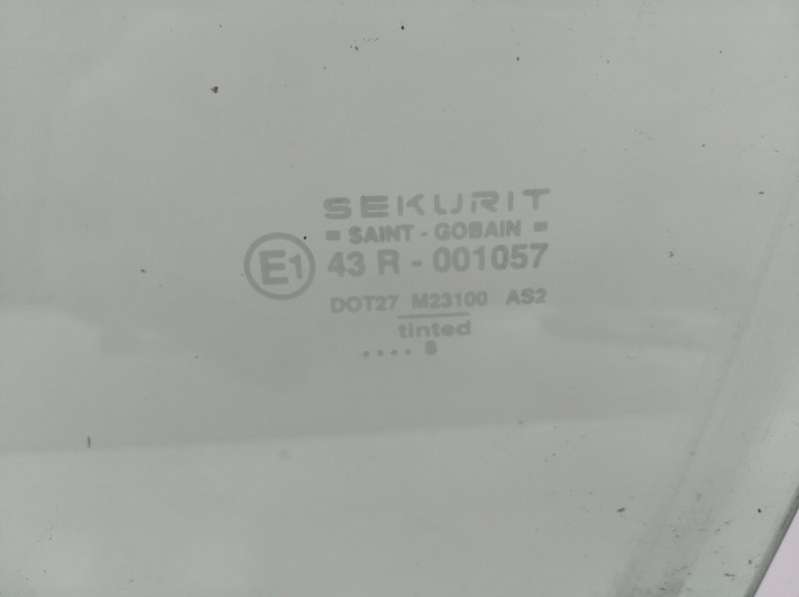 SEKURIT
= SAINT - GOBAIN =
E1 43 R - 001057
DOT27 M23100 AS2
tinted
.... 8